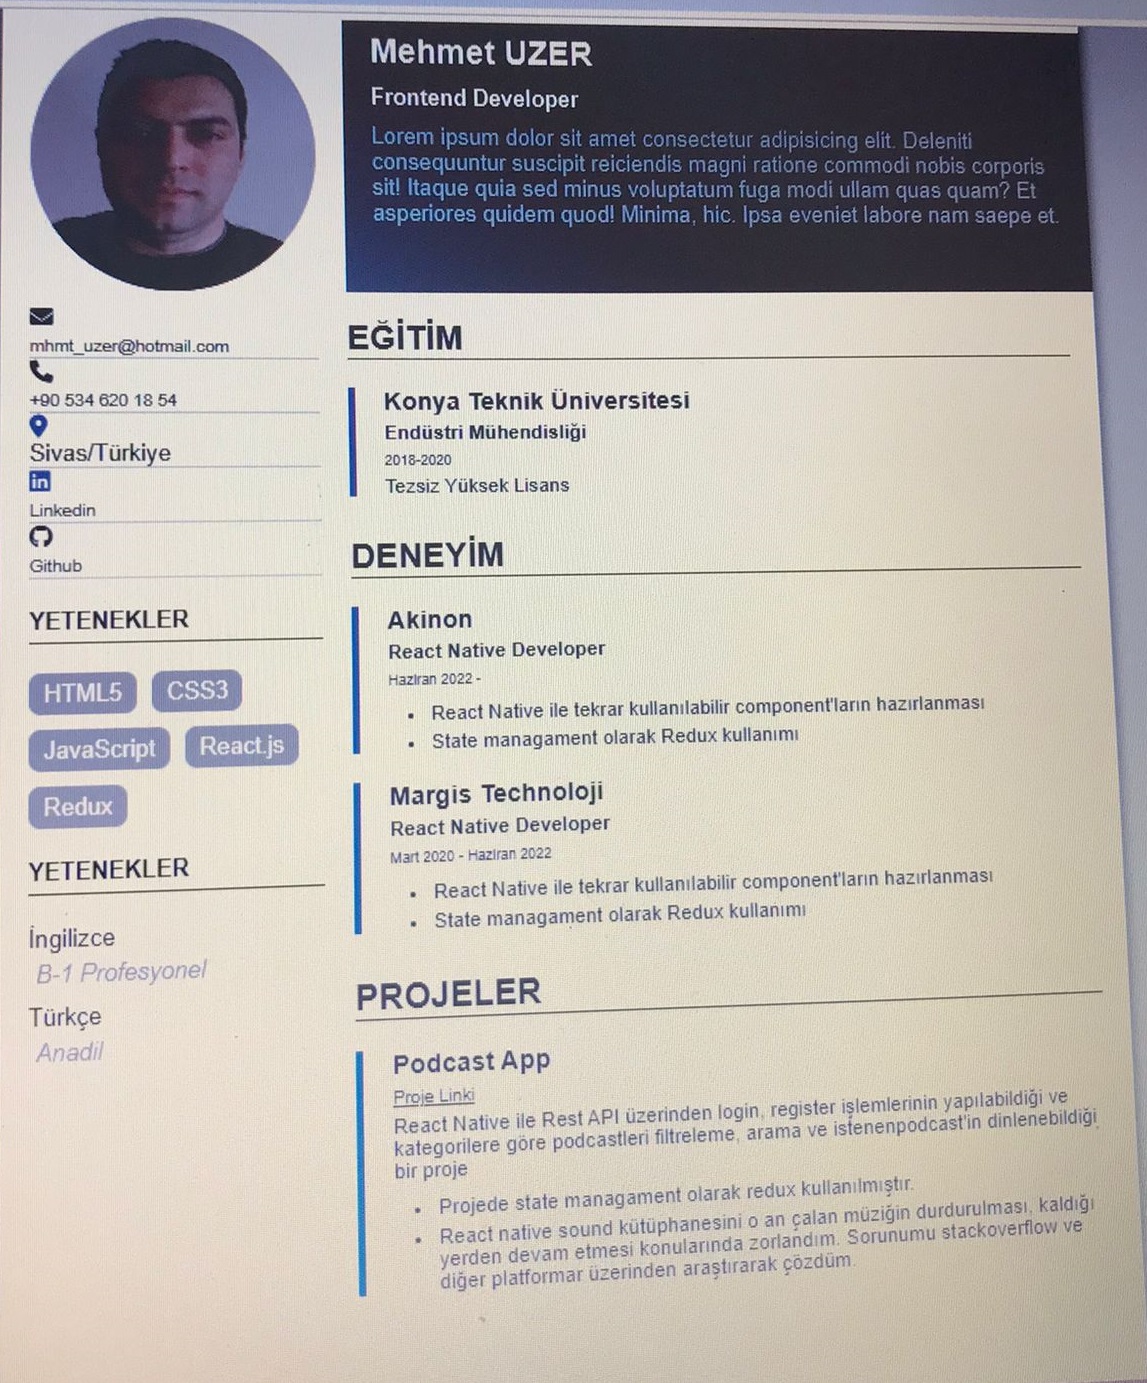 Mehmet UZER
Frontend Developer
Lorem ipsum dolor sit amet consectetur adipisicing elit. Deleniti
consequuntur suscipit reiciendis magni ratione commodi nobis corporis
sit! Itaque quia sed minus voluptatum fuga modi ullam quas quam? Et
asperiores quidem quod! Minima, hic. Ipsa eveniet labore nam saepe et.
mhmt_uzer@hotmail.com
+90 534 620 18 54
Sivas/Türkiye
in
Linkedin
Github
YETENEKLER
HTML5 CSS3
JavaScript React.js
Redux
YETENEKLER
İngilizce
B-1 Profesyonel
Türkçe
Anadil
EĞİTİM
Konya Teknik Üniversitesi
Endüstri Mühendisliği
2018-2020
Tezsiz Yüksek Lisans
DENEYİM
Akinon
React Native Developer
Haziran 2022 -
• React Native ile tekrar kullanılabilir component'ların hazırlanması
• State managament olarak Redux kullanımı
Margis Technoloji
React Native Developer
Mart 2020 - Haziran 2022
• React Native ile tekrar kullanılabilir component'ların hazırlanması
• State managament olarak Redux kullanımı
PROJELER
Podcast App
Proje Linki
React Native ile Rest API üzerinden login, register işlemlerinin yapılabildiği ve
kategorilere göre podcastleri filtreleme, arama ve istenenpodcast'in dinlenebildiği
bir proje
• Projede state managament olarak redux kullanılmıştır.
• React native sound kütüphanesini o an çalan müziğin durdurulması, kaldığı
yerden devam etmesi konularında zorlandım. Sorunumu stackoverflow ve
diğer platformar üzerinden araştırarak çözdüm.